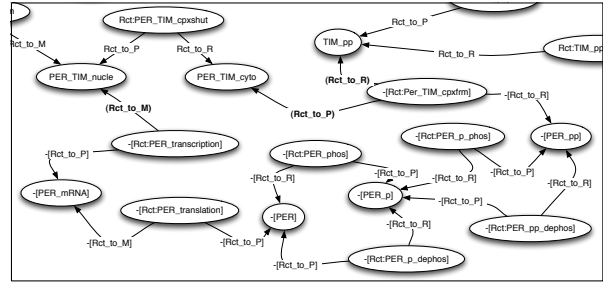 Rct:PER_TIM_cpxshut
Rct_to_P
Rct_to_M
Rct_to_P
Rct_to_R
TIM_pp
Rct_to_R
Rct:TIM_pp
PER_TIM_nucle
PER_TIM_cyto
(Rct_to_R)
-[Rct:Per_TIM_cpxfrm]
-[Rct_to_R]
(Rct_to_M)
(Rct_to_P)
-[Rct:PER_transcription]
-[Rct:PER_p_phos]
-[PER_pp]
-[Rct_to_P]
-[Rct:PER_phos]
-[Rct_to_P]
-[Rct_to_P]
-[Rct_to_R]
-[Rct_to_R]
-[Rct_to_R]
-[PER_mRNA]
-[PER_p]
-[Rct:PER_translation]
-[Rct_to_P]
-[PER]
-[Rct_to_R]
-[Rct:PER_pp_dephos]
-[Rct_to_M]
-[Rct_to_P]
-[Rct:PER_p_dephos]
-[Rct_to_P]